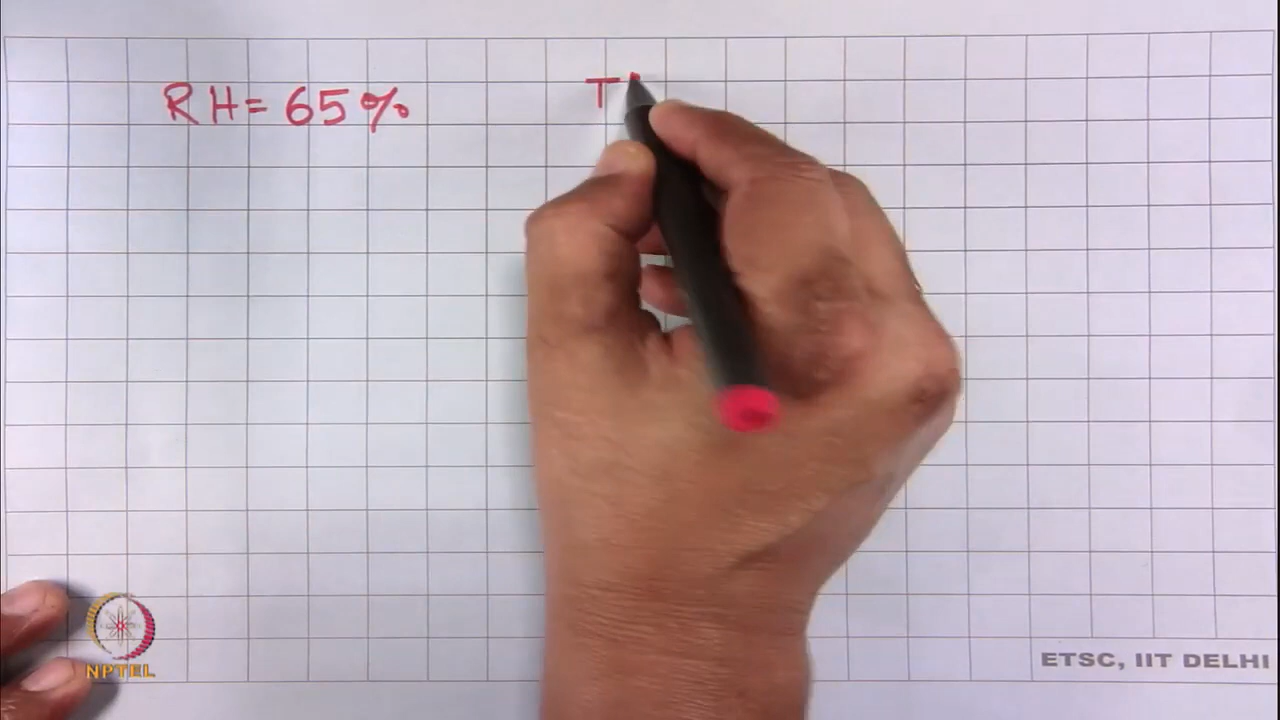 RH = 65% T
NPTEL
ETSC, IIT DELHI